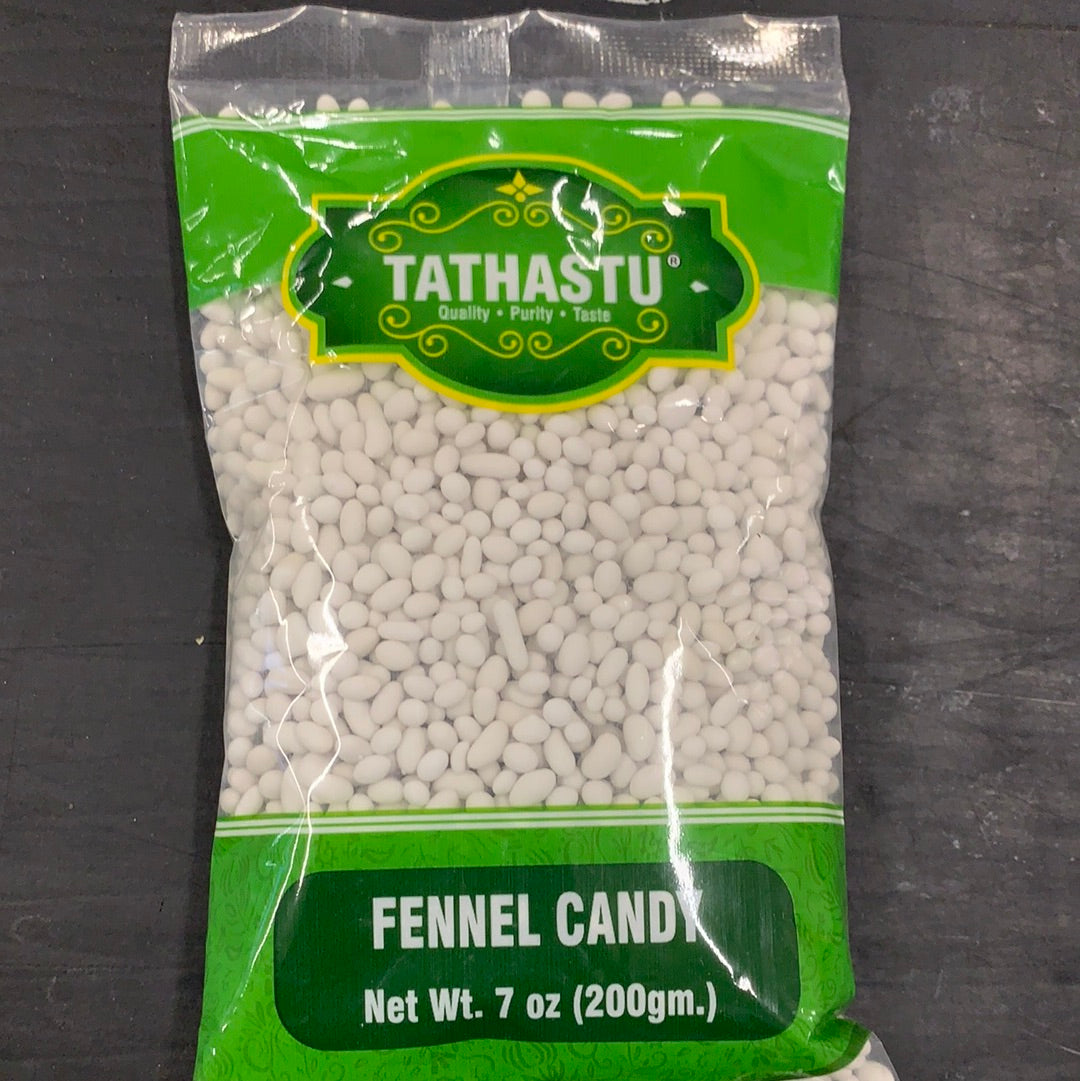 TATHASTU®
Quality • Purity • Taste
FENNEL CANDY
Net Wt. 7 oz (200gm.)